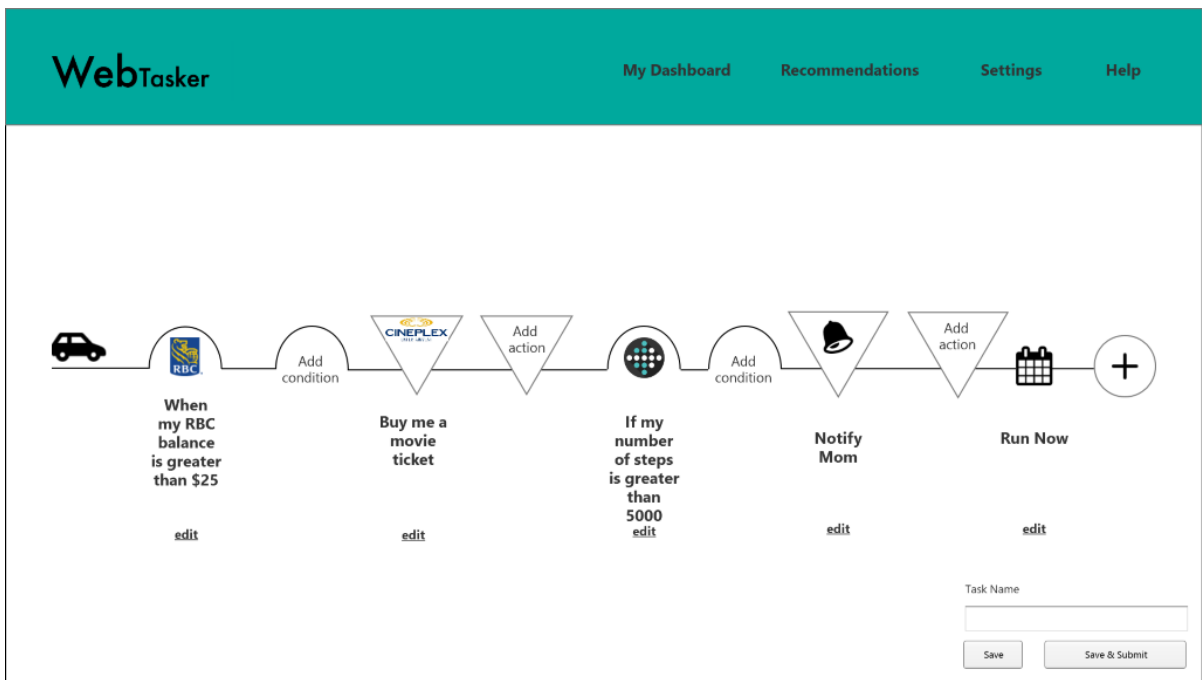 WebTasker
My Dashboard
Recommendations
Settings
Help
RBC
When
my RBC
balance
is greater
than $25
edit
Add
condition
CINEPLEX
Buy me a
movie
ticket
edit
Add
action
If my
number
of steps
is greater
than
5000
edit
Add
condition
Notify
Mom
edit
Add
action
Run Now
edit
Task Name
Save
Save & Submit